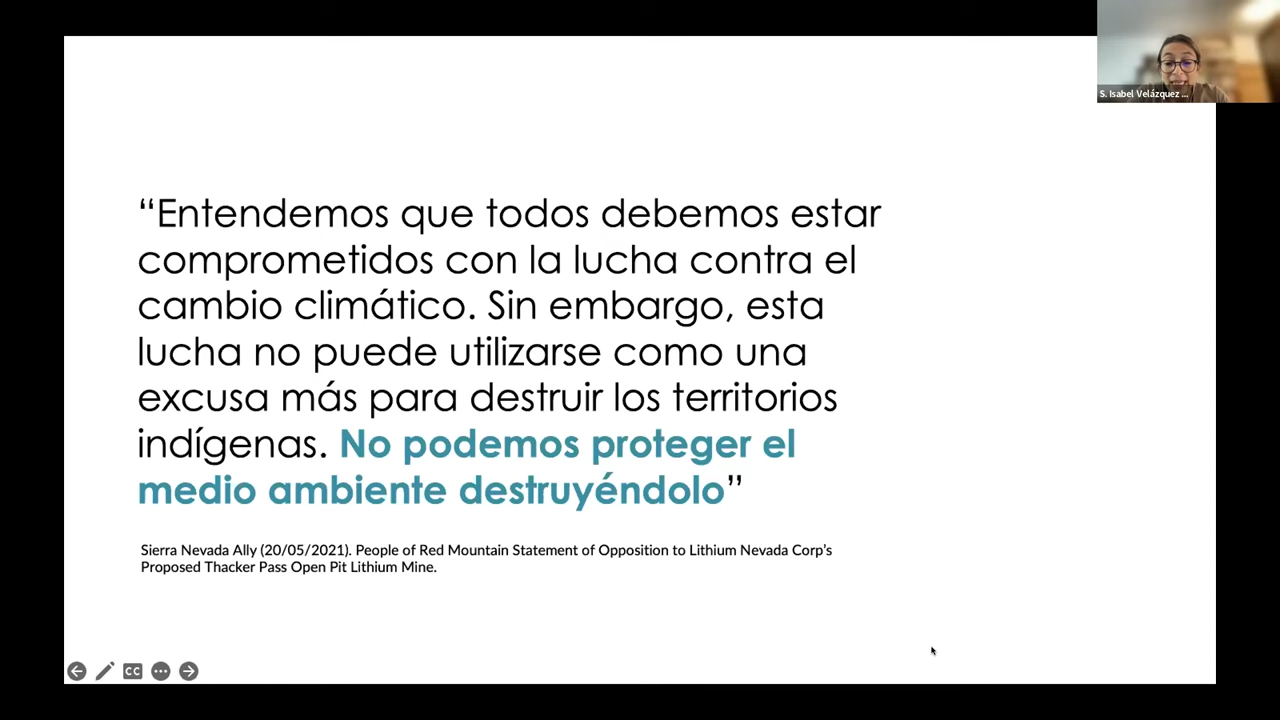 S. Isabel Velázquez ...
“Entendemos que todos debemos estar
comprometidos con la lucha contra el
cambio climático. Sin embargo, esta
lucha no puede utilizarse como una
excusa más para destruir los territorios
indígenas. No podemos proteger el
medio ambiente destruyéndolo”
Sierra Nevada Ally (20/05/2021). People of Red Mountain Statement of Opposition to Lithium Nevada Corp’s
Proposed Thacker Pass Open Pit Lithium Mine.
CC